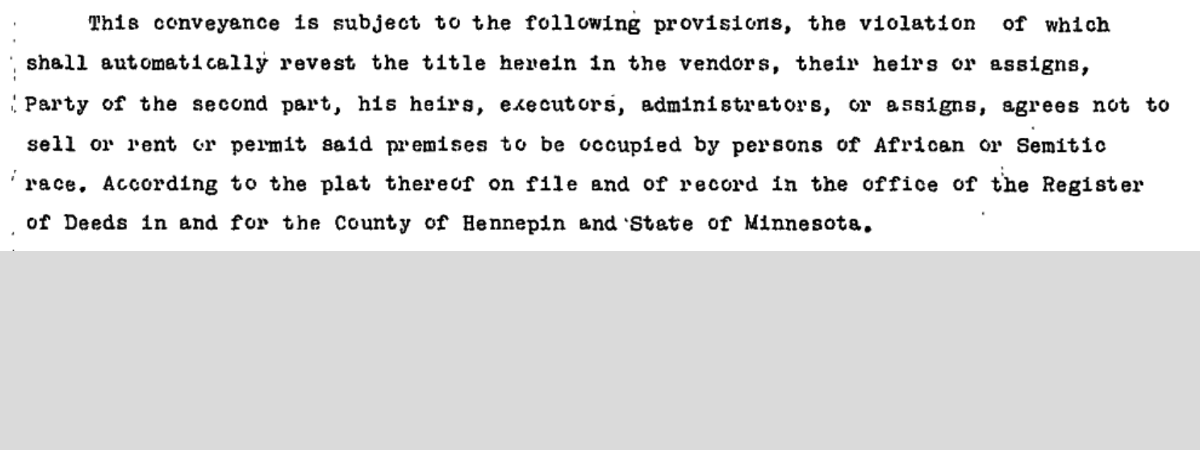 This conveyance is subject to the following provisions, the violation of which
shall automatically revest the title herein in the vendors, their heirs or assigns,
Party of the second part, his heirs, executors, administrators, or assigns, agrees not to
sell or rent or permit said premises to be occupied by persons of African or Semitic
race. According to the plat thereof on file and of record in the office of the Register
of Deeds in and for the County of Hennepin and State of Minnesota.